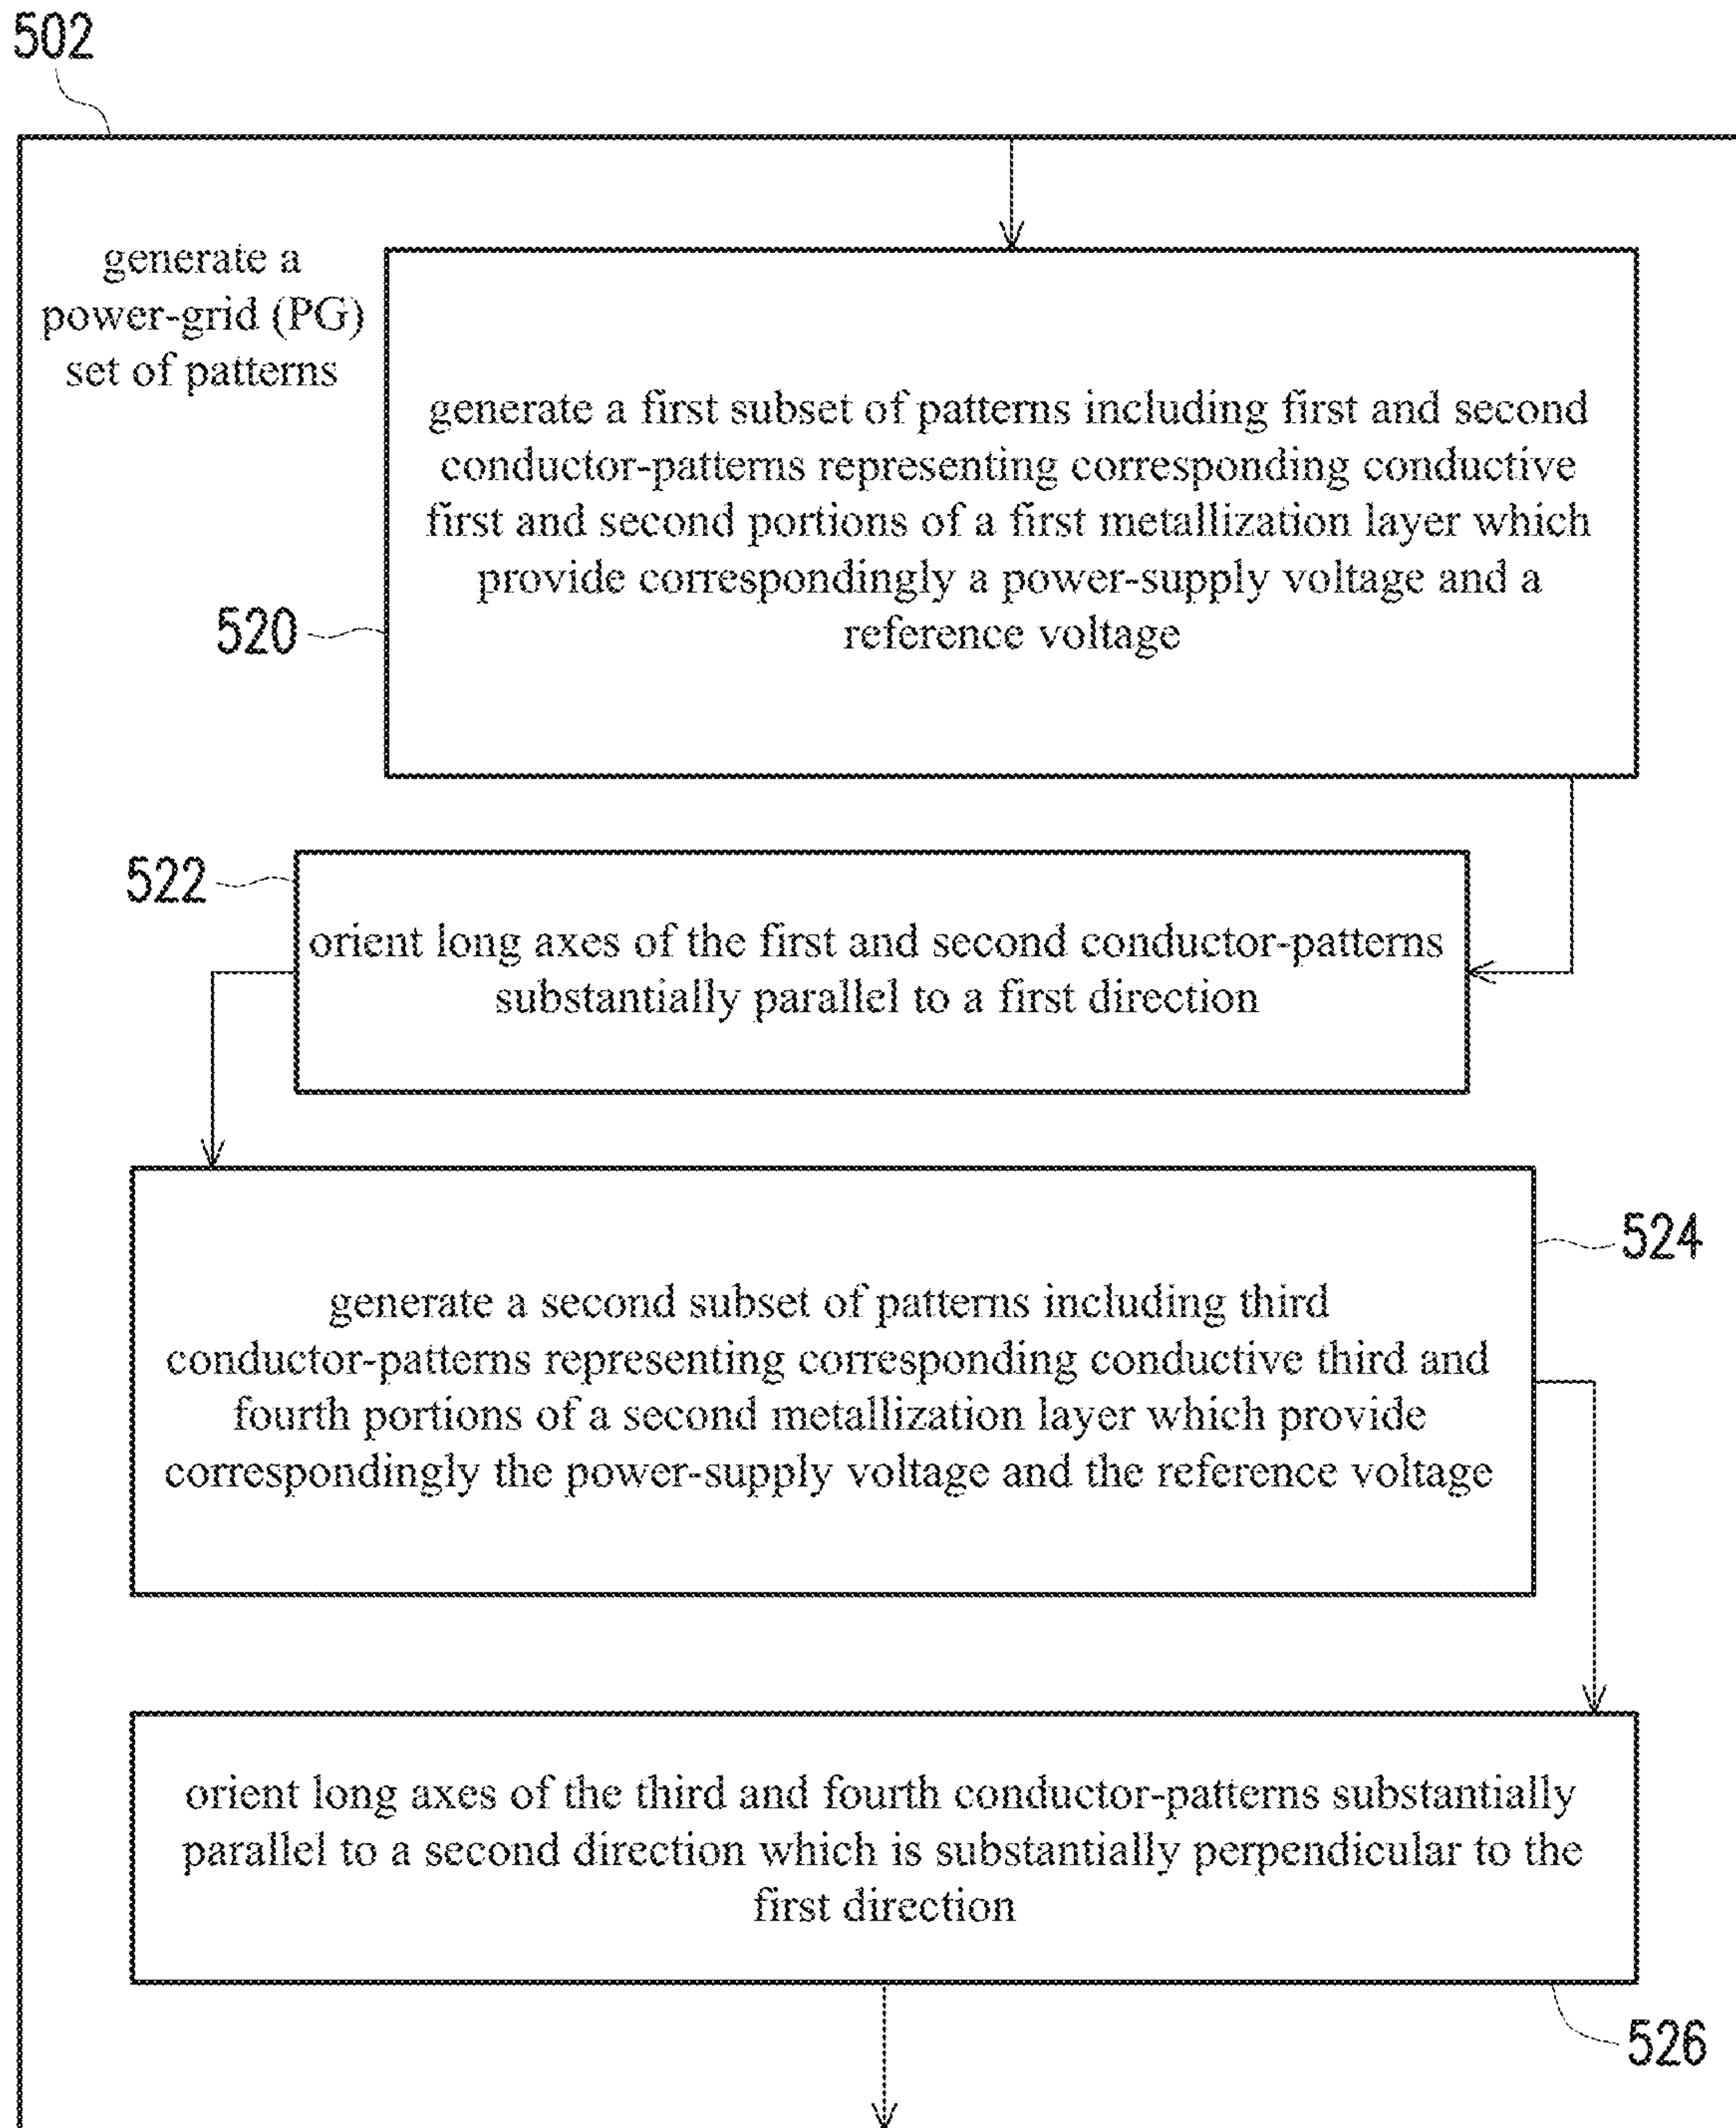 502
generate a
power-grid (PG)
set of patterns
generate a first subset of patterns including first and second
conductor-patterns representing corresponding conductive
first and second portions of a first metallization layer which
provide correspondingly a power-supply voltage and a
reference voltage
520
522
orient long axes of the first and second conductor-patterns
substantially parallel to a first direction
524
generate a second subset of patterns including third
conductor-patterns representing corresponding conductive third and
fourth portions of a second metallization layer which provide
correspondingly the power-supply voltage and the reference voltage
orient long axes of the third and fourth conductor-patterns substantially
parallel to a second direction which is substantially perpendicular to the
first direction
526